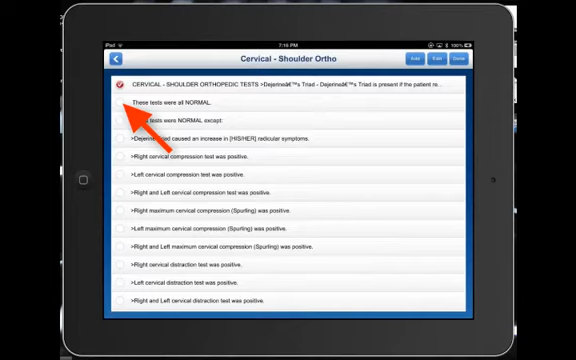 iPad
7:16 PM
100%
Cervical - Shoulder Ortho
Add
Exit
Done
CERVICAL - SHOULDER ORTHOPEDIC TESTS >Dejerneâ€™s Triad - Dejerneâ€™s Triad is present if the patient re...
These tests were all NORMAL.
tests were NORMAL except:
>Dejerne Triad caused an increase in [HIS/HER] radicular symptoms.
>Right cervical compression test was positive.
>Left cervical compression test was positive.
>Right and Left cervical compression test was positive.
>Right maximum cervical compression (Spurling) was positive.
>Left maximum cervical compression (Spurling) was positive.
>Right and Left maximum cervical compression (Spurling) was positive.
>Right cervical distraction test was positive.
>Left cervical distraction test was positive.
>Right and Left cervical distraction test was positive.